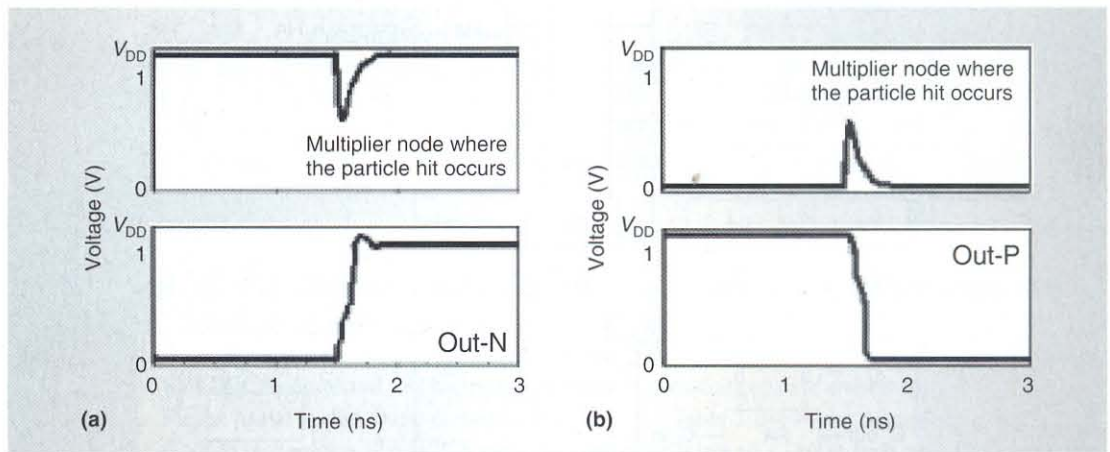 V_DD
1
0
Multiplier node where
the particle hit occurs
V_DD
1
0
Out-N
0 1 2 3
Voltage (V)
(a)
Time (ns)
V_DD
1
0
Multiplier node where
the particle hit occurs
V_DD
1
0
Out-P
0 1 2 3
Voltage (V)
(b)
Time (ns)